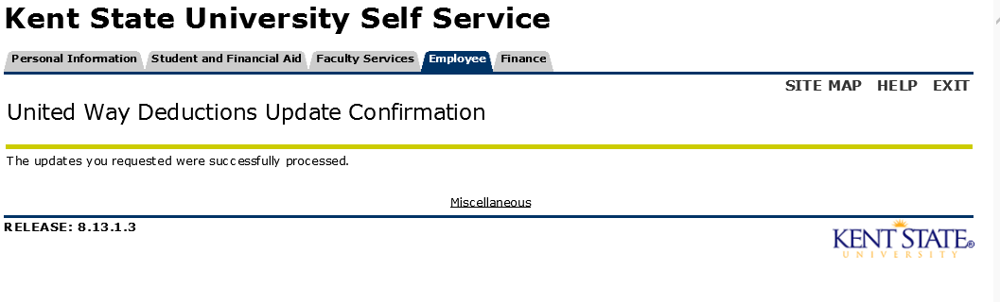 Kent State University Self Service
Personal Information Student and Financial Aid Faculty Services Employee Finance
SITE MAP HELP EXIT
United Way Deductions Update Confirmation
The updates you requested were successfully processed.
Miscellaneous
RELEASE: 8.13.1.3
KENT STATE®
UNIVERSITY